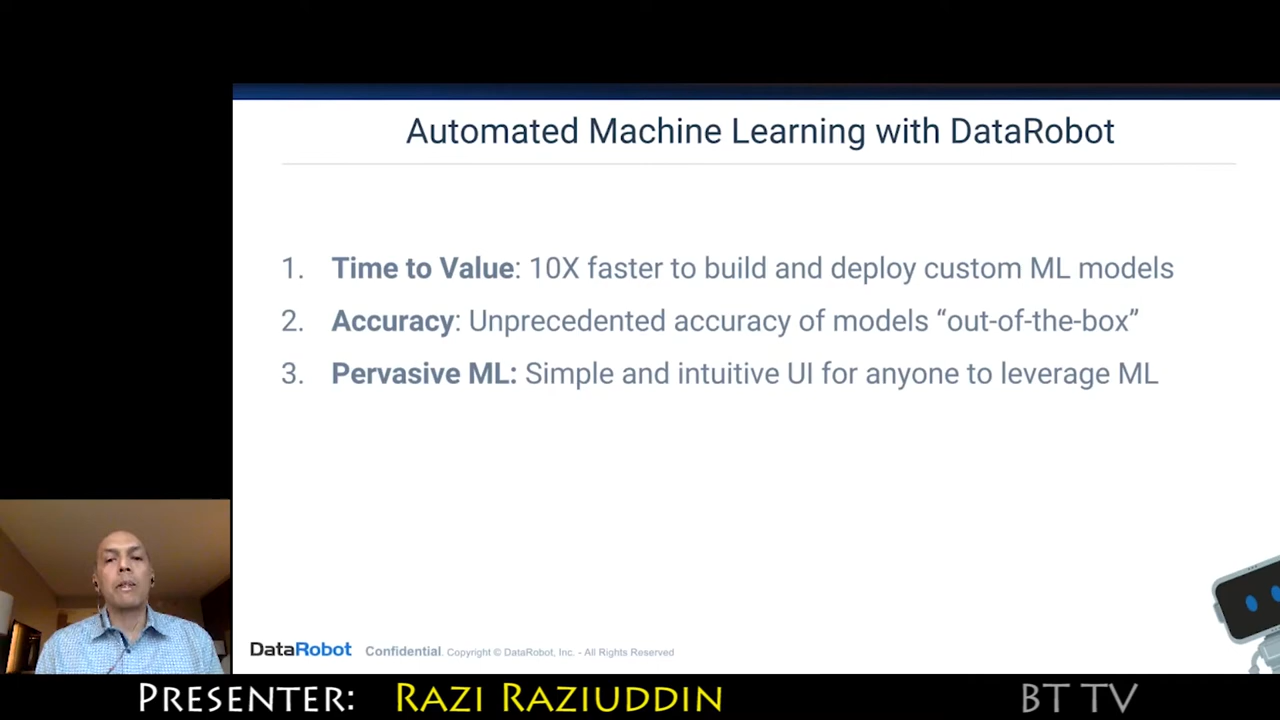 Automated Machine Learning with DataRobot
1. Time to Value: 10X faster to build and deploy custom ML models
2. Accuracy: Unprecedented accuracy of models “out-of-the-box”
3. Pervasive ML: Simple and intuitive UI for anyone to leverage ML
DataRobot Confidential. Copyright © DataRobot, Inc. - All Rights Reserved
PRESENTER: RAZI RAZIUDDIN BT TV